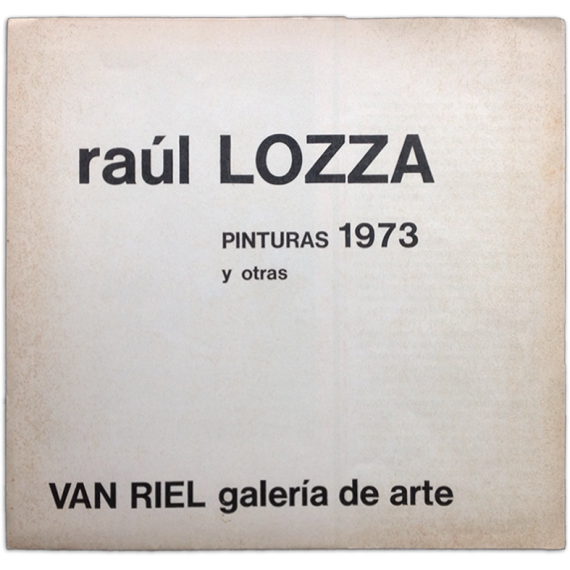 raúl LOZZA
PINTURAS 1973
y otras
VAN RIEL galería de arte